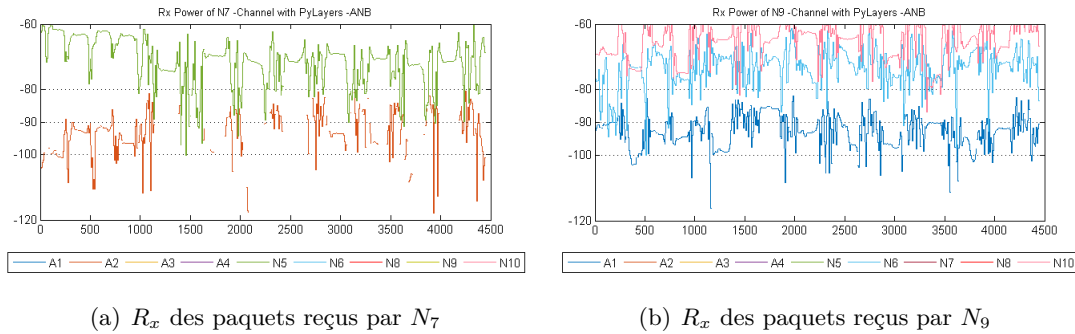 Rx Power of N7 -Channel with PyLayers -ANB
-60
-80
-90
-100
-120
0 500 1000 1500 2000 2500 3000 3500 4000 4500
A1 A2 A3 A4 N5 N6 N8 N9 N10
(a) Rx des paquets reçus par N7
Rx Power of N9 -Channel with PyLayers -ANB
-60
-80
-90
-100
-120
0 500 1000 1500 2000 2500 3000 3500 4000 4500
A1 A2 A3 A4 N5 N6 N7 N8 N10
(b) Rx des paquets reçus par N9